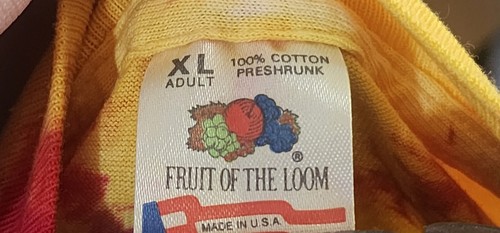 XL
ADULT
100% COTTON
PRESHRUNK
®
FRUIT OF THE LOOM
MADE IN U.S.A.